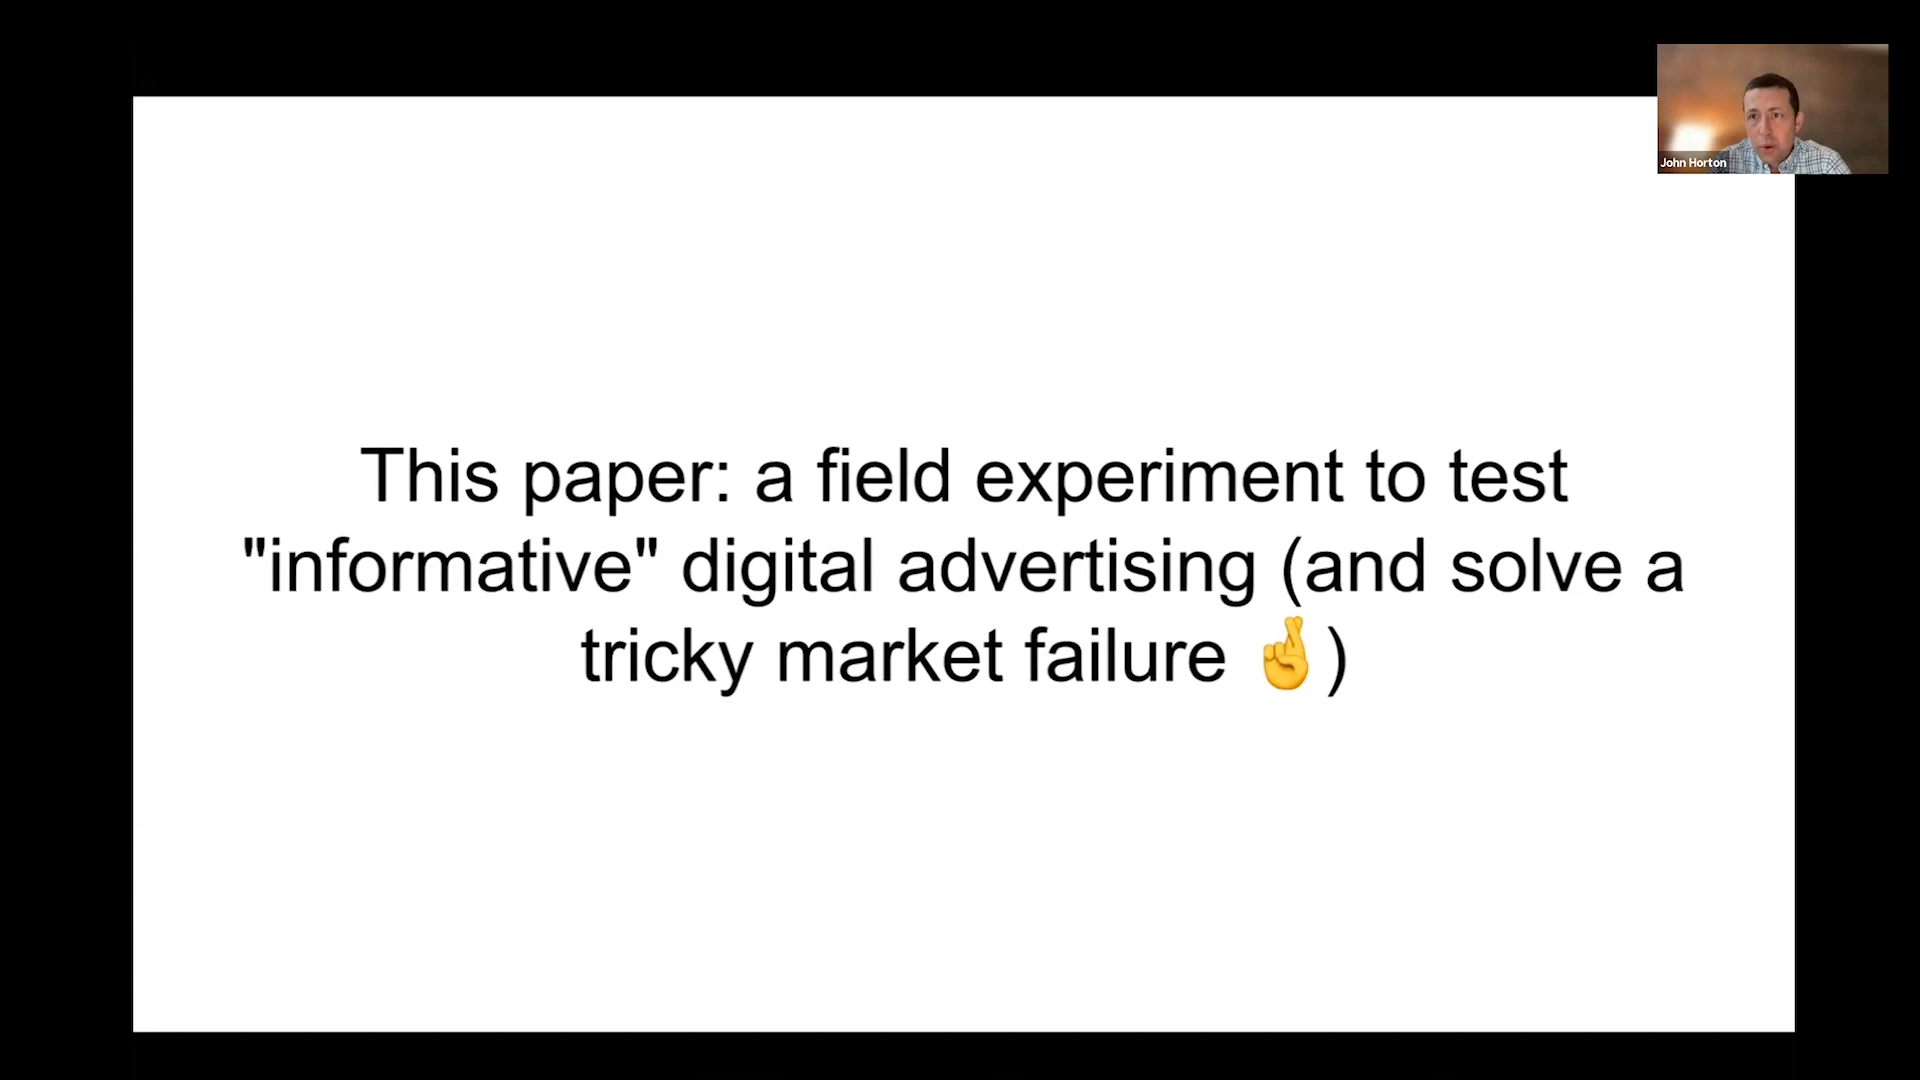 John Horton
This paper: a field experiment to test
"informative" digital advertising (and solve a
tricky market failure 🤞)